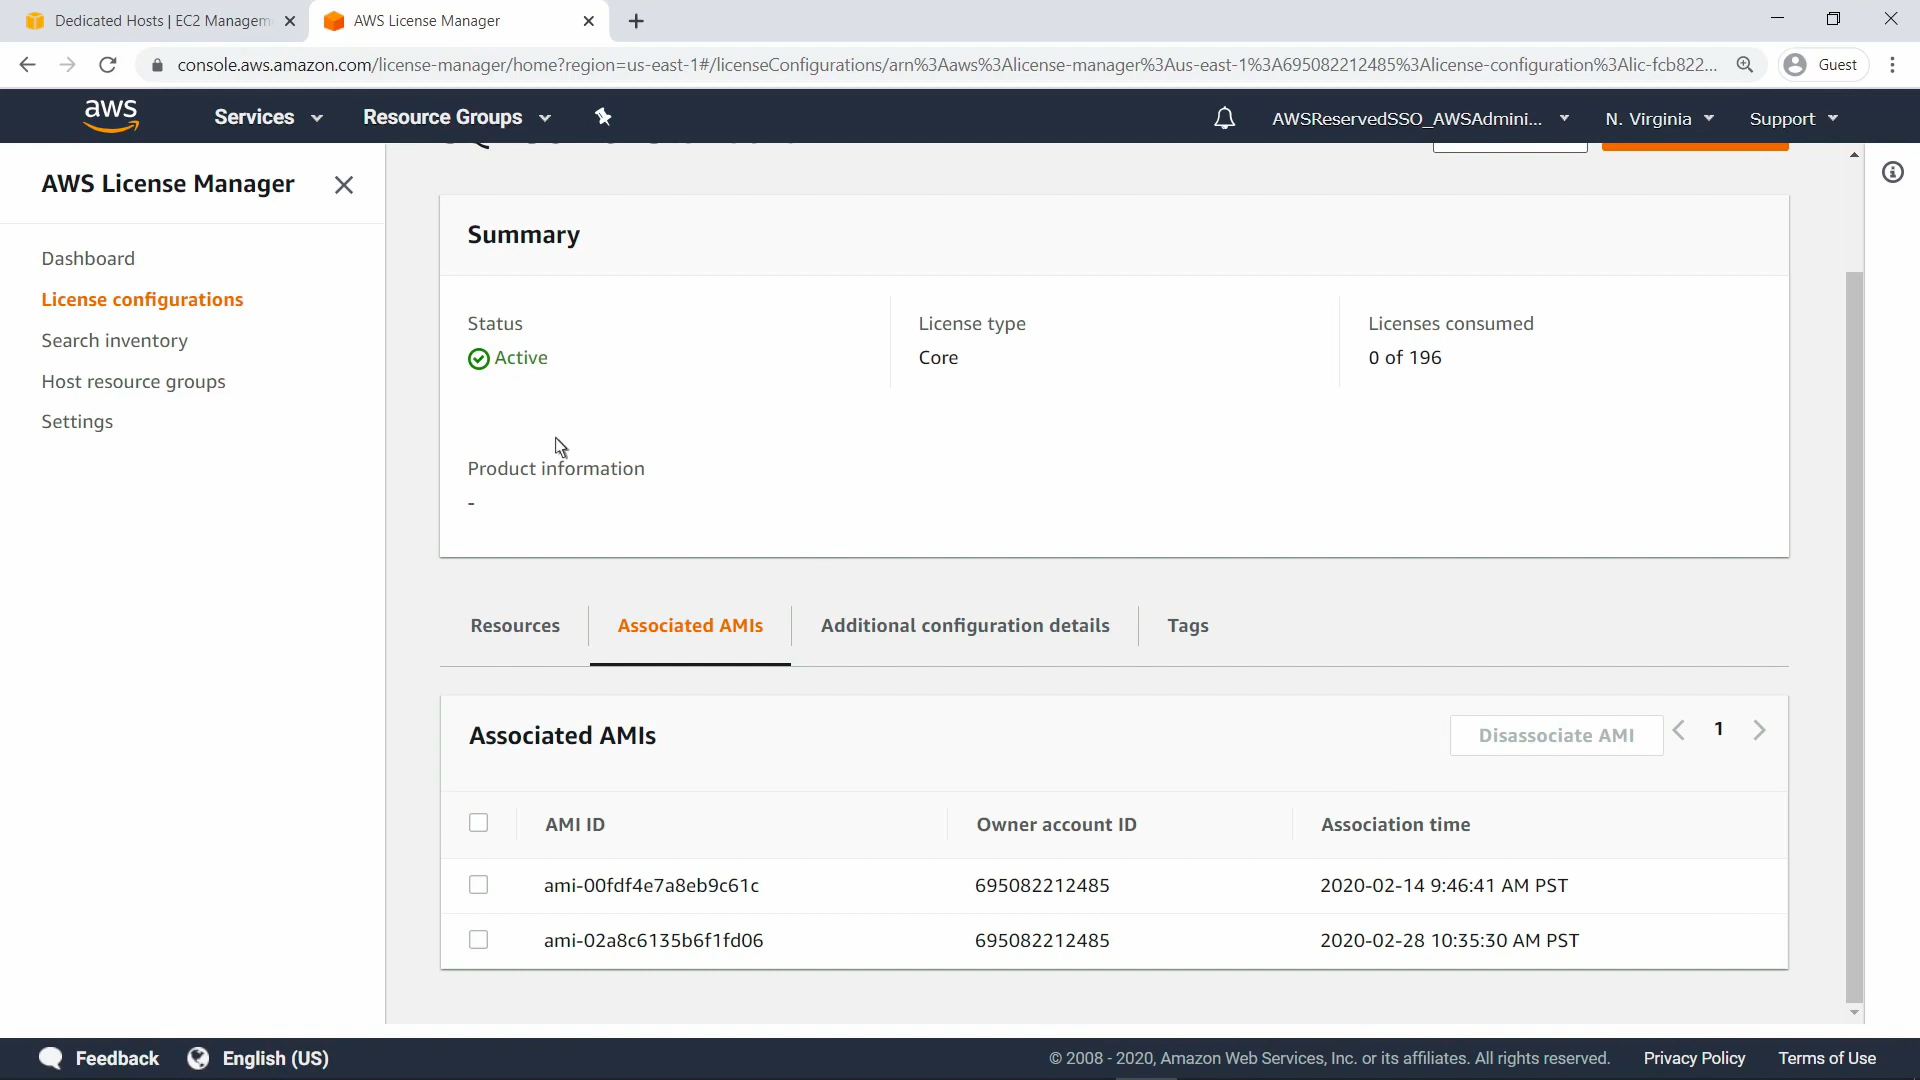 Dedicated Hosts | EC2 Managem
AWS License Manager
console.aws.amazon.com/license-manager/home?region=us-east-1#/licenseConfigurations/arn%3Aaws%3Alicense-manager%3Aus-east-1%3A695082212485%3Alicense-configuration%3Alic-fcb822...
Guest
aws
Services
Resource Groups
AWSReservedSSO_AWSAdmini...
N. Virginia
Support
AWS License Manager
Dashboard
License configurations
Search inventory
Host resource groups
Settings
Summary
Status
Active
License type
Core
Licenses consumed
0 of 196
Product information
-
Resources
Associated AMIs
Additional configuration details
Tags
Associated AMIs
Disassociate AMI
1
AMI ID Owner account ID Association time
ami-00fdf4e7a8eb9c61c 695082212485 2020-02-14 9:46:41 AM PST
ami-02a8c6135b6f1fd06 695082212485 2020-02-28 10:35:30 AM PST
Feedback
English (US)
© 2008 - 2020, Amazon Web Services, Inc. or its affiliates. All rights reserved.
Privacy Policy
Terms of Use